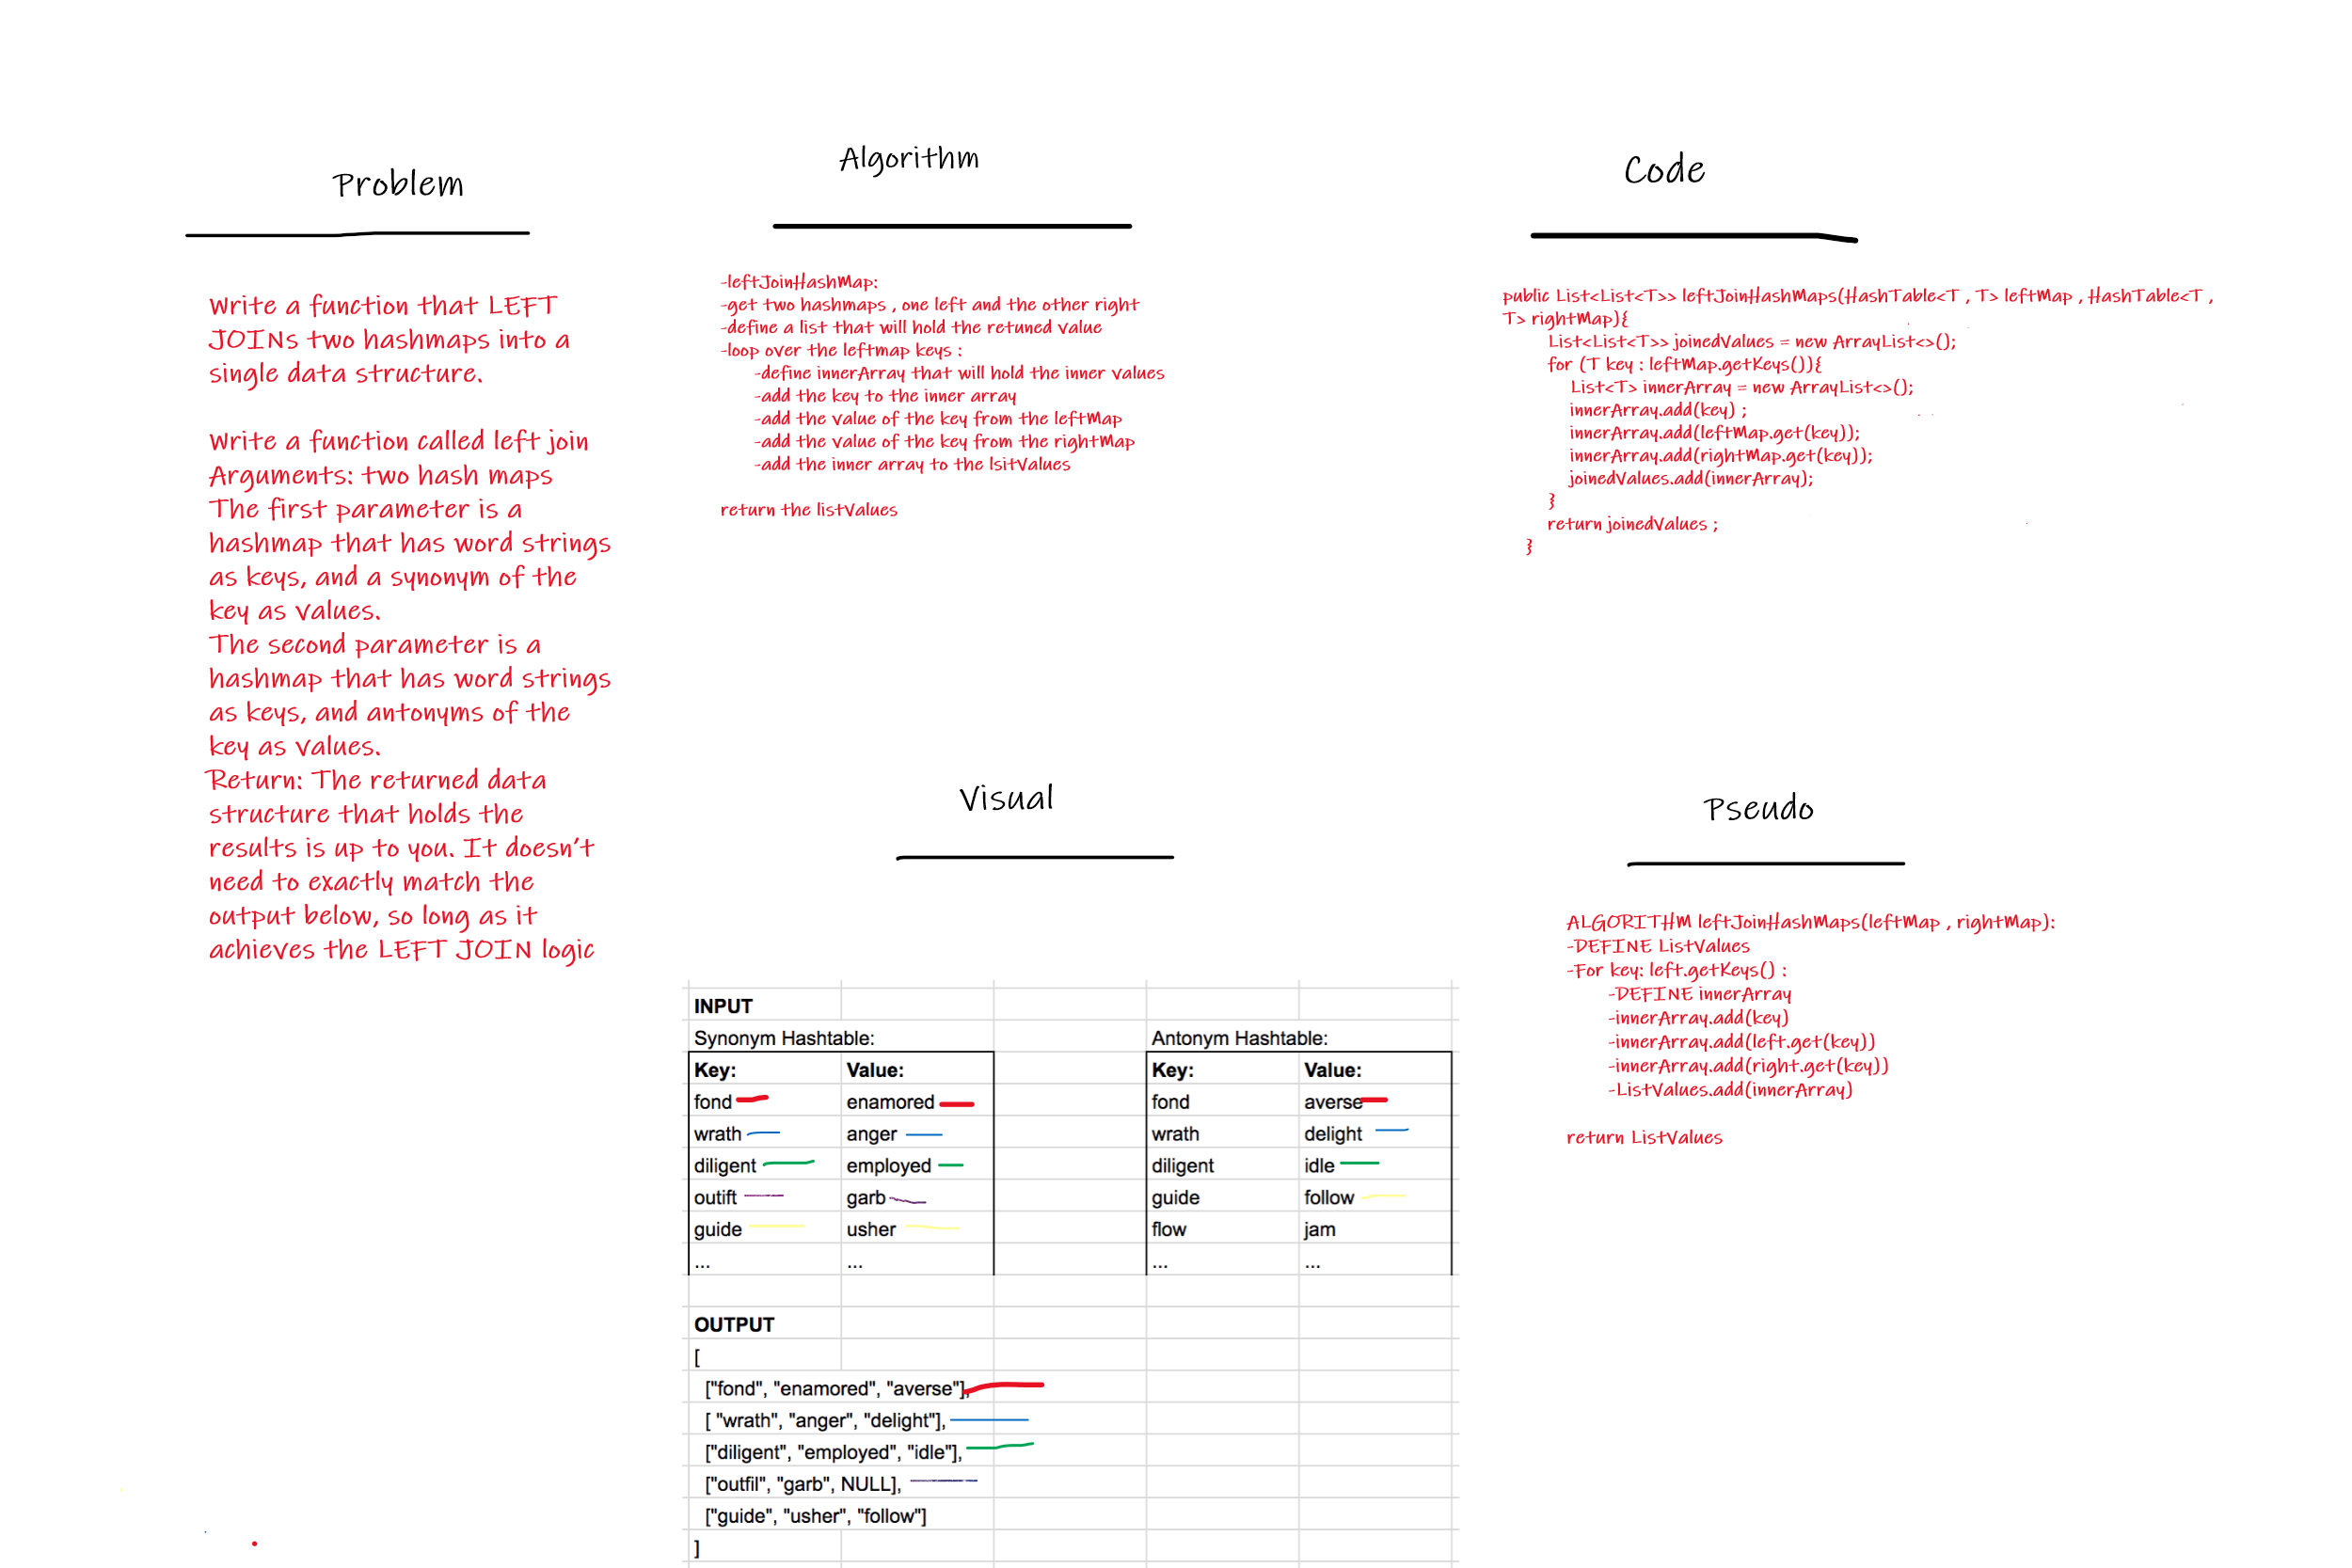 Problem
Write a function that LEFT
JOINs two hashmaps into a
single data structure.
Write a function called left join
Arguments: two hash maps
The first parameter is a
hashmap that has word strings
as keys, and a synonym of the
key as values.
The second parameter is a
hashmap that has word strings
as keys, and antonyms of the
key as values.
Return: The returned data
structure that holds the
results is up to you. It doesn't
need to exactly match the
output below, so long as it
achieves the LEFT JOIN logic
Algorithm
-leftJoinHashMap:
-get two hashmaps , one left and the other right
-define a list that will hold the retuned value
-loop over the leftmap keys :
-define innerArray that will hold the inner values
-add the key to the inner array
-add the value of the key from the leftMap
-add the value of the key from the rightMap
-add the inner array to the lsitValues
return the listValues
Code
public List<List<T>> leftJoinHashMaps(HashTable<T , T> leftMap , HashTable<T ,
T> rightMap){
List<List<T>> joinedValues = new ArrayList<>();
for (T key : leftMap.getKeys()){
List<T> innerArray = new ArrayList<>();
innerArray.add(key) ;
innerArray.add(leftMap.get(key));
innerArray.add(rightMap.get(key));
joinedValues.add(innerArray);
}
return joinedValues ;
}
Visual
INPUT
Synonym Hashtable: Antonym Hashtable:
Key: Value: Key: Value:
fond enamored fond averse
wrath anger wrath delight
diligent employed diligent idle
outift garb guide follow
guide usher flow jam
... ... ... ...
OUTPUT
[
["fond", "enamored", "averse"],
[ "wrath", "anger", "delight"],
["diligent", "employed", "idle"],
["outfil", "garb", NULL],
["guide", "usher", "follow"]
]
Pseudo
ALGORITHM leftJoinHashMaps(leftMap , rightMap):
-DEFINE ListValues
-For key: left.getKeys() :
-DEFINE innerArray
-innerArray.add(key)
-innerArray.add(left.get(key))
-innerArray.add(right.get(key))
-ListValues.add(innerArray)
return ListValues